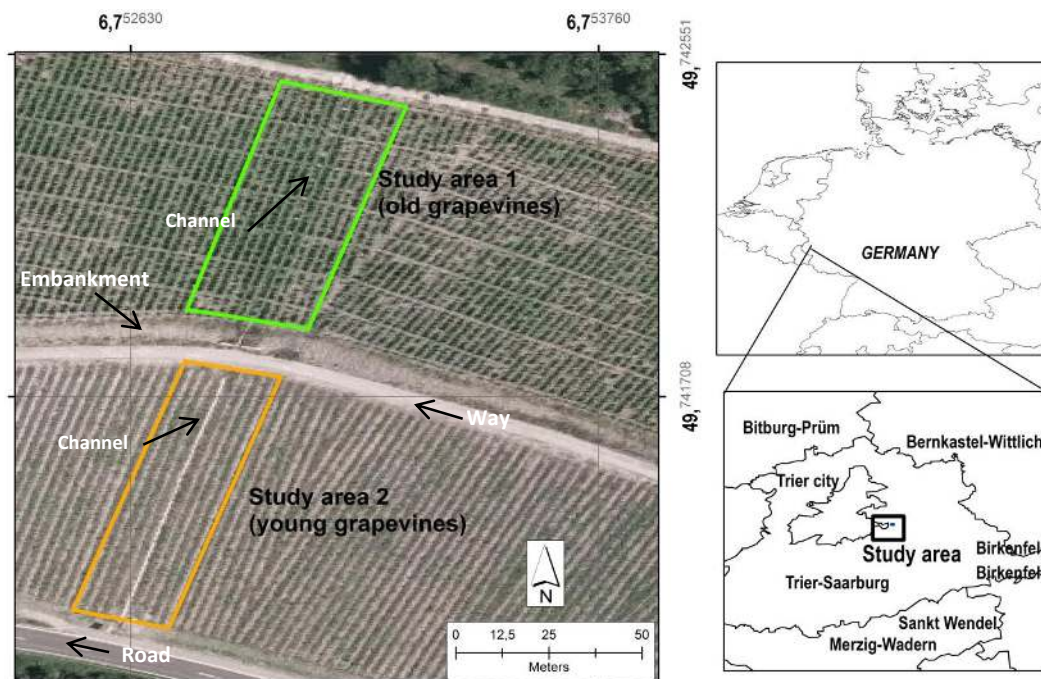 6,752630
6,753760
49,742551
Study area 1
(old grapevines)
Channel
Embankment
49,741708
Way
Channel
Study area 2
(young grapevines)
N
0 12,5 25 50
Meters
Road
GERMANY
Bitburg-Prüm
Bernkastel-Wittlich
Trier city
Study area
Birkenfel
Birkenfel
Trier-Saarburg
Sankt Wendel
Merzig-Wadern